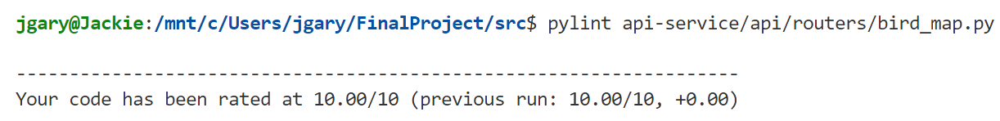 jgary@Jackie:/mnt/c/Users/jgary/FinalProject/src$ pylint api-service/api/routers/bird_map.py
--------------------------------------------------------------------
Your code has been rated at 10.00/10 (previous run: 10.00/10, +0.00)